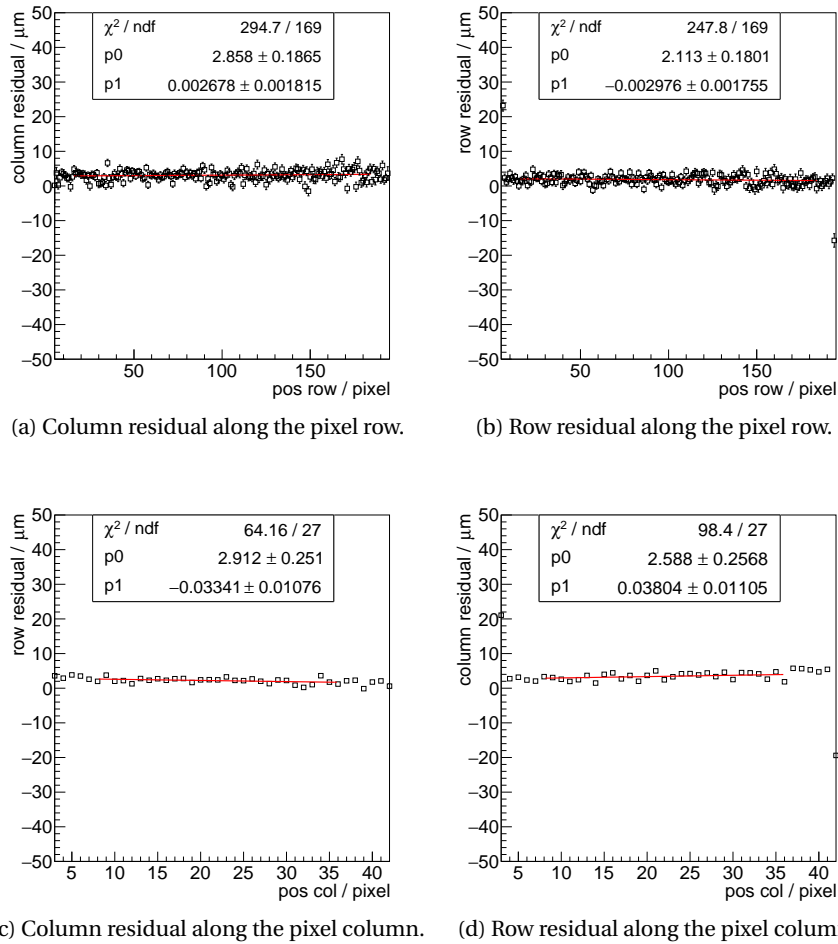 χ² / ndf 294.7 / 169
p0 2.858 ± 0.1865
p1 0.002678 ± 0.001815
column residual / μm
50
40
30
20
10
0
−10
−20
−30
−40
−50
50 100 150
pos row / pixel
(a) Column residual along the pixel row.
χ² / ndf 247.8 / 169
p0 2.113 ± 0.1801
p1 −0.002976 ± 0.001755
row residual / μm
50
40
30
20
10
0
−10
−20
−30
−40
−50
50 100 150
pos row / pixel
(b) Row residual along the pixel row.
χ² / ndf 64.16 / 27
p0 2.912 ± 0.251
p1 −0.03341 ± 0.01076
row residual / μm
50
40
30
20
10
0
−10
−20
−30
−40
−50
5 10 15 20 25 30 35 40
pos col / pixel
c) Column residual along the pixel column.
χ² / ndf 98.4 / 27
p0 2.588 ± 0.2568
p1 0.03804 ± 0.01105
column residual / μm
50
40
30
20
10
0
−10
−20
−30
−40
−50
5 10 15 20 25 30 35 40
pos col / pixel
(d) Row residual along the pixel colum